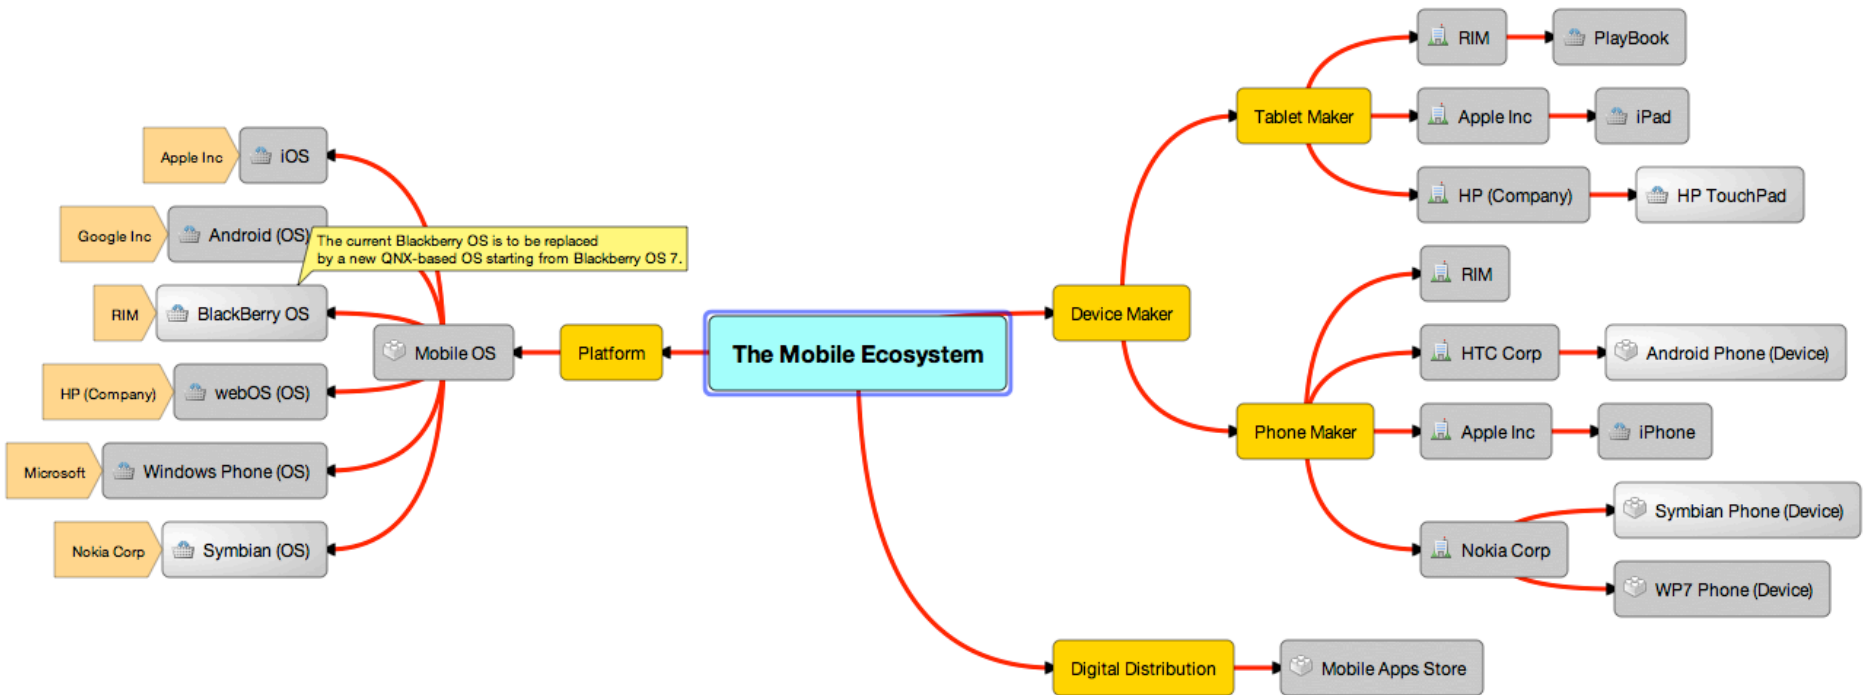 RIM
PlayBook
Tablet Maker
Apple Inc
iPad
HP (Company)
HP TouchPad
Apple Inc
iOS
Google Inc
Android (OS)
The current Blackberry OS is to be replaced
by a new QNX-based OS starting from Blackberry OS 7.
RIM
BlackBerry OS
HP (Company)
webOS (OS)
Microsoft
Windows Phone (OS)
Nokia Corp
Symbian (OS)
Mobile OS
Platform
The Mobile Ecosystem
Device Maker
RIM
HTC Corp
Android Phone (Device)
Phone Maker
Apple Inc
iPhone
Nokia Corp
Symbian Phone (Device)
WP7 Phone (Device)
Digital Distribution
Mobile Apps Store